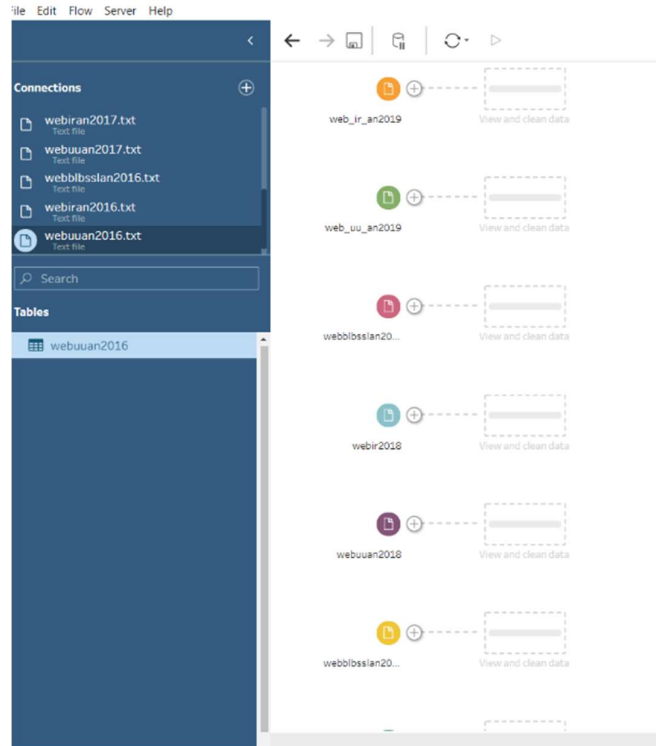 File Edit Flow Server Help
Connections
webiran2017.txt
Text file
webuuan2017.txt
Text file
webblbsslan2016.txt
Text file
webiran2016.txt
Text file
webuuan2016.txt
Text file
Search
Tables
webuuan2016
web_ir_an2019
View and clean data
web_uu_an2019
View and clean data
webblbsslan20...
View and clean data
webir2018
View and clean data
webuuan2018
View and clean data
webblbsslan20...
View and clean data